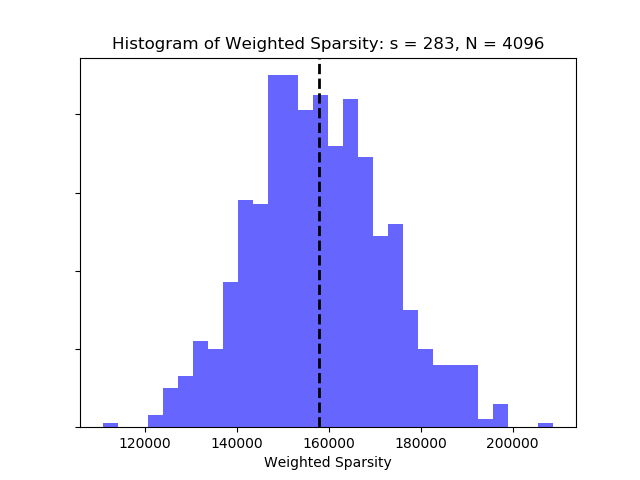 Histogram of Weighted Sparsity: s = 283, N = 4096
120000 140000 160000 180000 200000
Weighted Sparsity